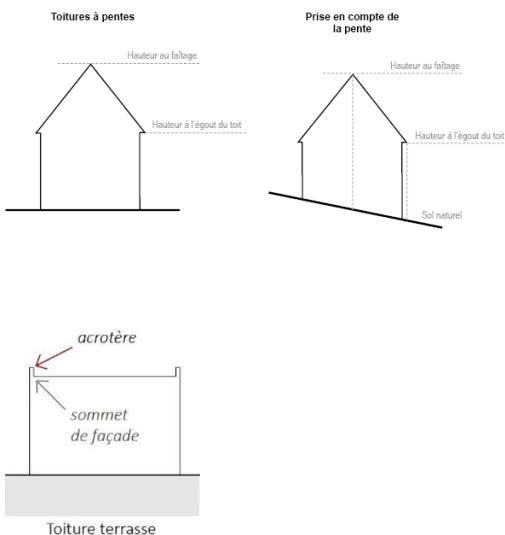 Toitures à pentes
Hauteur au faîtage
Hauteur à l'égout du toit
Prise en compte de
la pente
Hauteur au faîtage
Hauteur à l'égout du toit
Sol naturel
acrotère
sommet
de façade
Toiture terrasse